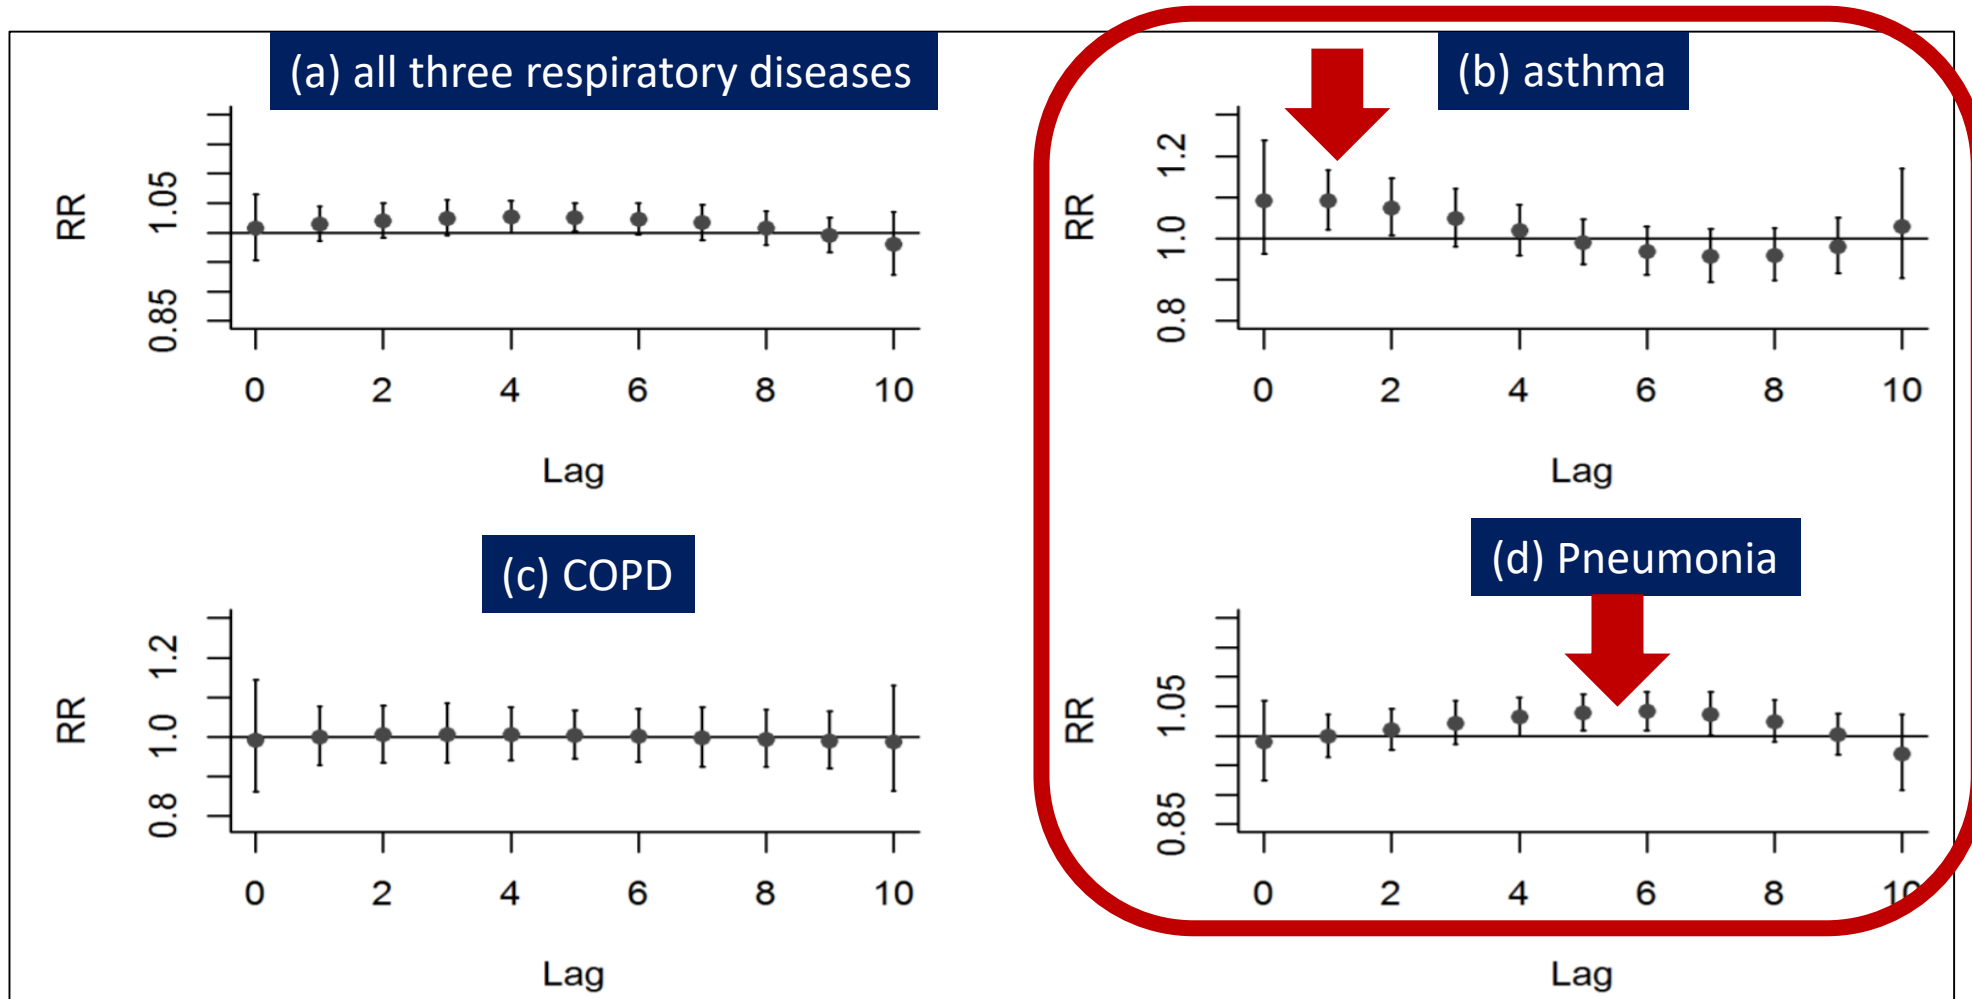 (a) all three respiratory diseases
RR
1.05
0.85
0 2 4 6 8 10
Lag
(b) asthma
RR
1.2
1.0
0.8
0 2 4 6 8 10
Lag
(c) COPD
RR
1.2
1.0
0.8
0 2 4 6 8 10
Lag
(d) Pneumonia
RR
1.05
0.85
0 2 4 6 8 10
Lag